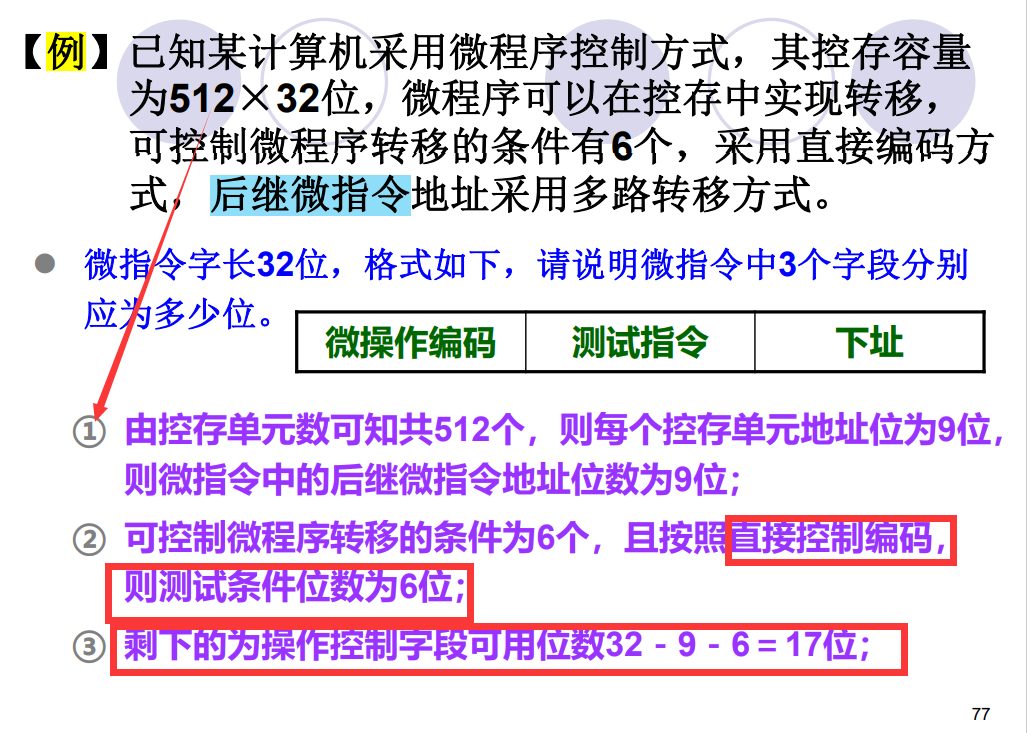 【例】已知某计算机采用微程序控制方式，其控存容量
为512×32位，微程序可以在控存中实现转移，
可控制微程序转移的条件有6个，采用直接编码方
式，后继微指令地址采用多路转移方式。
● 微指令字长32位，格式如下，请说明微指令中3个字段分别
应为多少位。
微操作编码 测试指令 下址
① 由控存单元数可知共512个，则每个控存单元地址位为9位，
则微指令中的后继微指令地址位数为9位；
② 可控制微程序转移的条件为6个，且按照直接控制编码，
则测试条件位数为6位；
③ 剩下的为操作控制字段可用位数32－9－6＝17位；
77